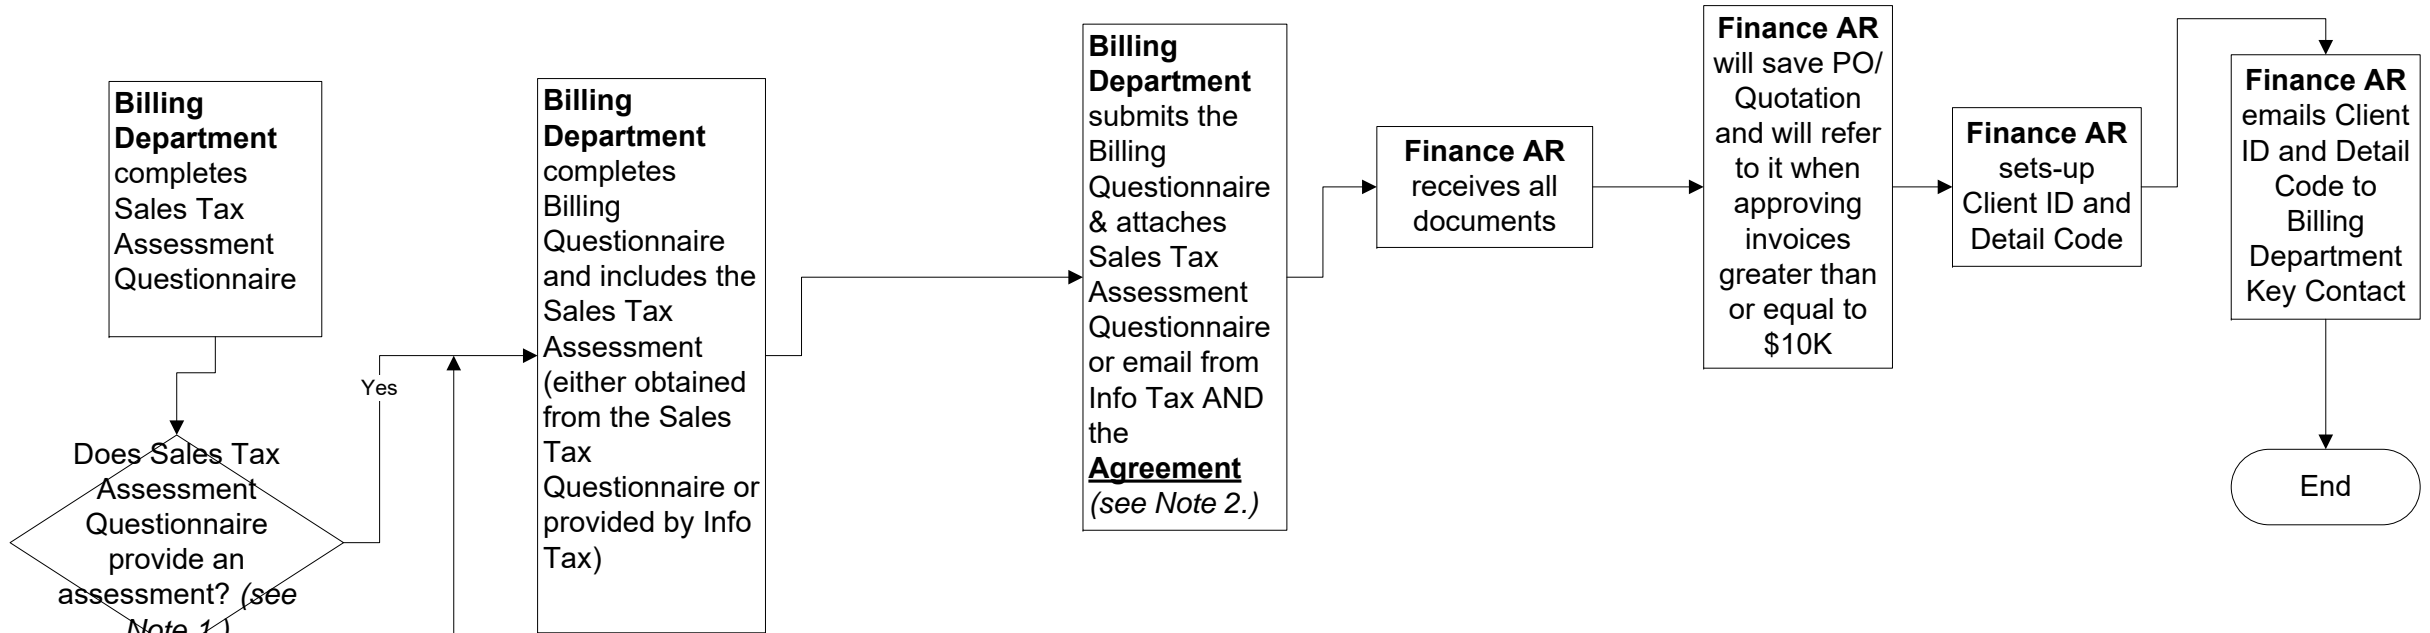 Billing
Department
completes
Sales Tax
Assessment
Questionnaire
Does Sales Tax
Assessment
Questionnaire
provide an
assessment? (see
Note 1.)
Yes
Billing
Department
completes
Billing
Questionnaire
and includes the
Sales Tax
Assessment
(either obtained
from the Sales
Tax
Questionnaire or
provided by Info
Tax)
Billing
Department
submits the
Billing
Questionnaire
& attaches
Sales Tax
Assessment
Questionnaire
or email from
Info Tax AND
the
Agreement
(see Note 2.)
Finance AR
receives all
documents
Finance AR
will save PO/
Quotation
and will refer
to it when
approving
invoices
greater than
or equal to
$10K
Finance AR
sets-up
Client ID and
Detail Code
Finance AR
emails Client
ID and Detail
Code to
Billing
Department
Key Contact
End